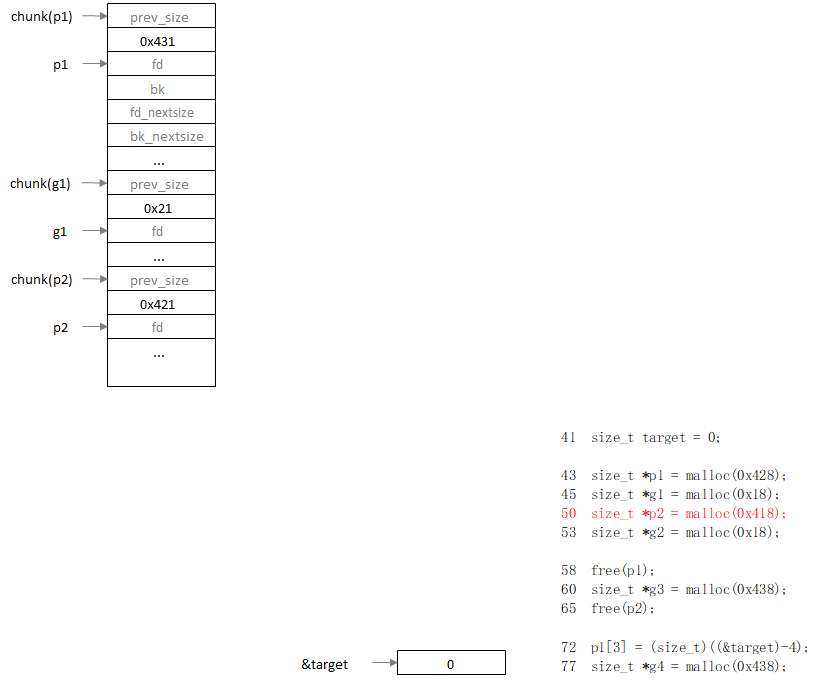 chunk(p1) prev_size
0x431
p1 fd
bk
fd_nextsize
bk_nextsize
...
chunk(g1) prev_size
0x21
g1 fd
...
chunk(p2) prev_size
0x421
p2 fd
...
41 size_t target = 0;
43 size_t *p1 = malloc(0x428);
45 size_t *g1 = malloc(0x18);
50 size_t *p2 = malloc(0x418);
53 size_t *g2 = malloc(0x18);
58 free(p1);
60 size_t *g3 = malloc(0x438);
65 free(p2);
72 p1[3] = (size_t)((&target)-4);
77 size_t *g4 = malloc(0x438);
&target 0